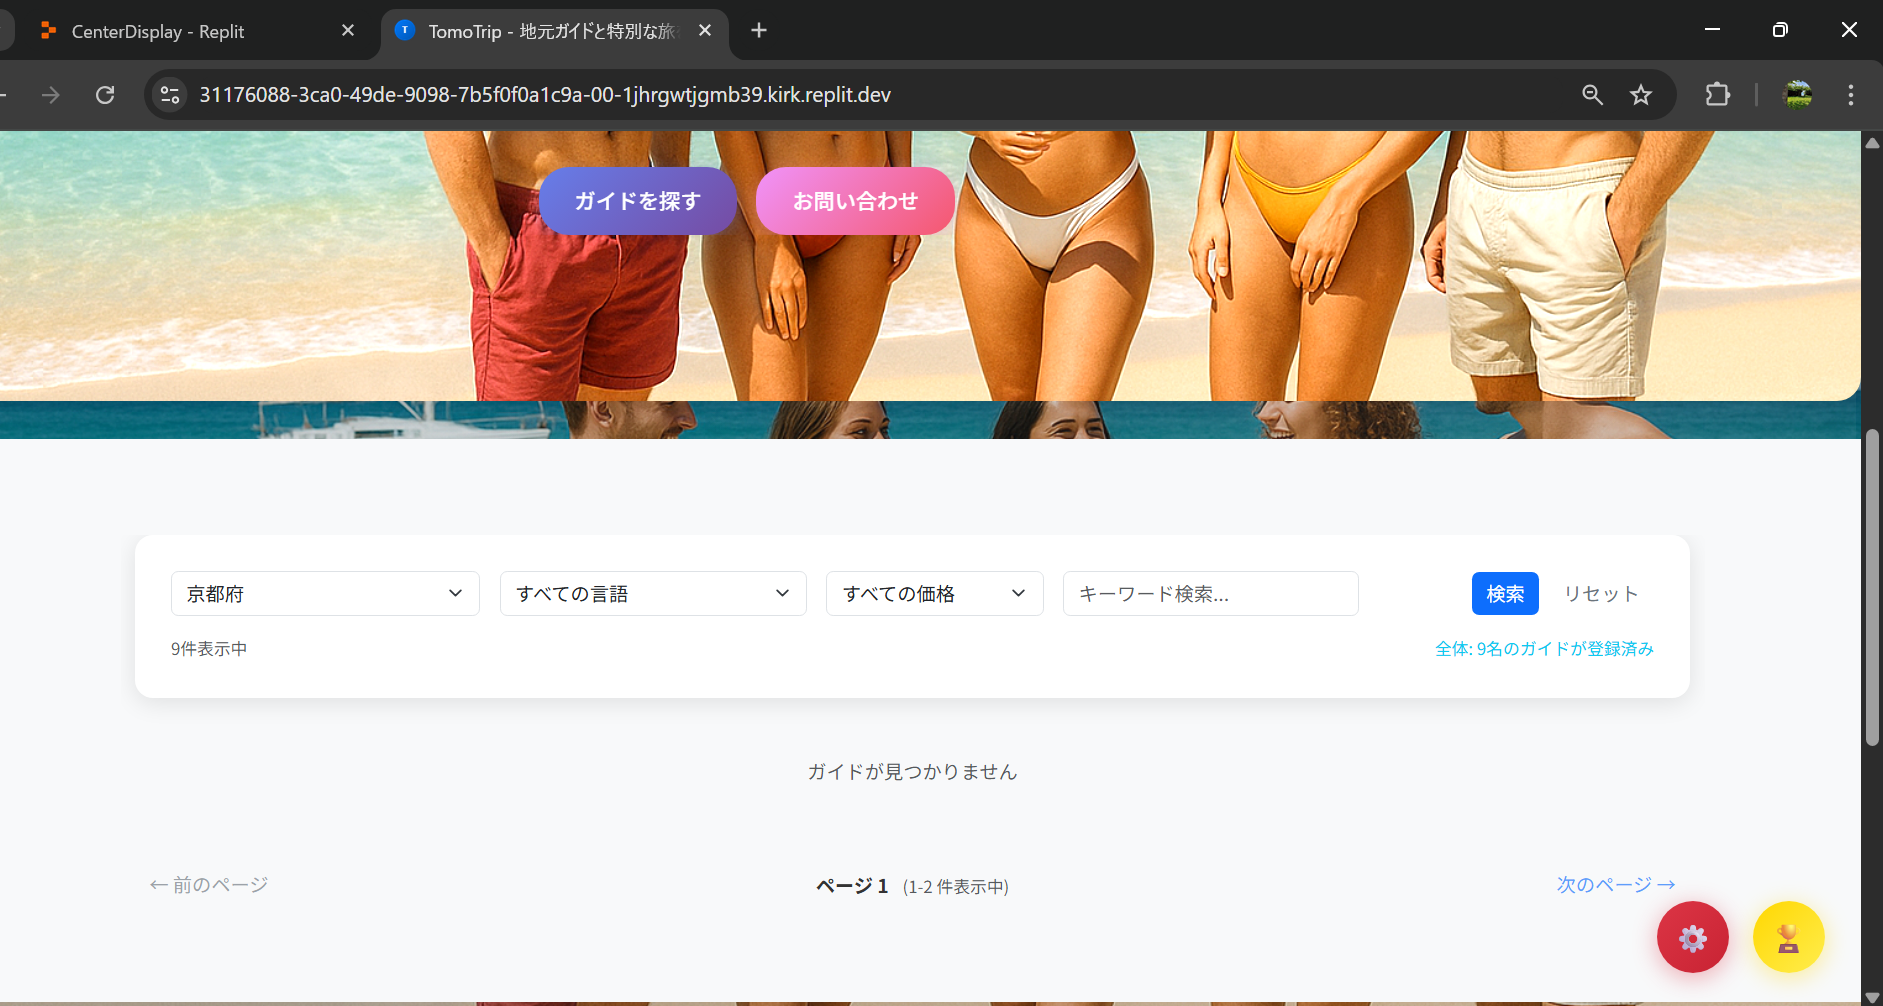 CenterDisplay - Replit
TomoTrip - 地元ガイドと特別な旅
31176088-3ca0-49de-9098-7b5f0f0a1c9a-00-1jhrgwtjgmb39.kirk.replit.dev
ガイドを探す
お問い合わせ
京都府
すべての言語
すべての価格
キーワード検索...
検索
リセット
9件表示中
全体: 9名のガイドが登録済み
ガイドが見つかりません
← 前のページ
ページ 1 (1-2 件表示中)
次のページ →